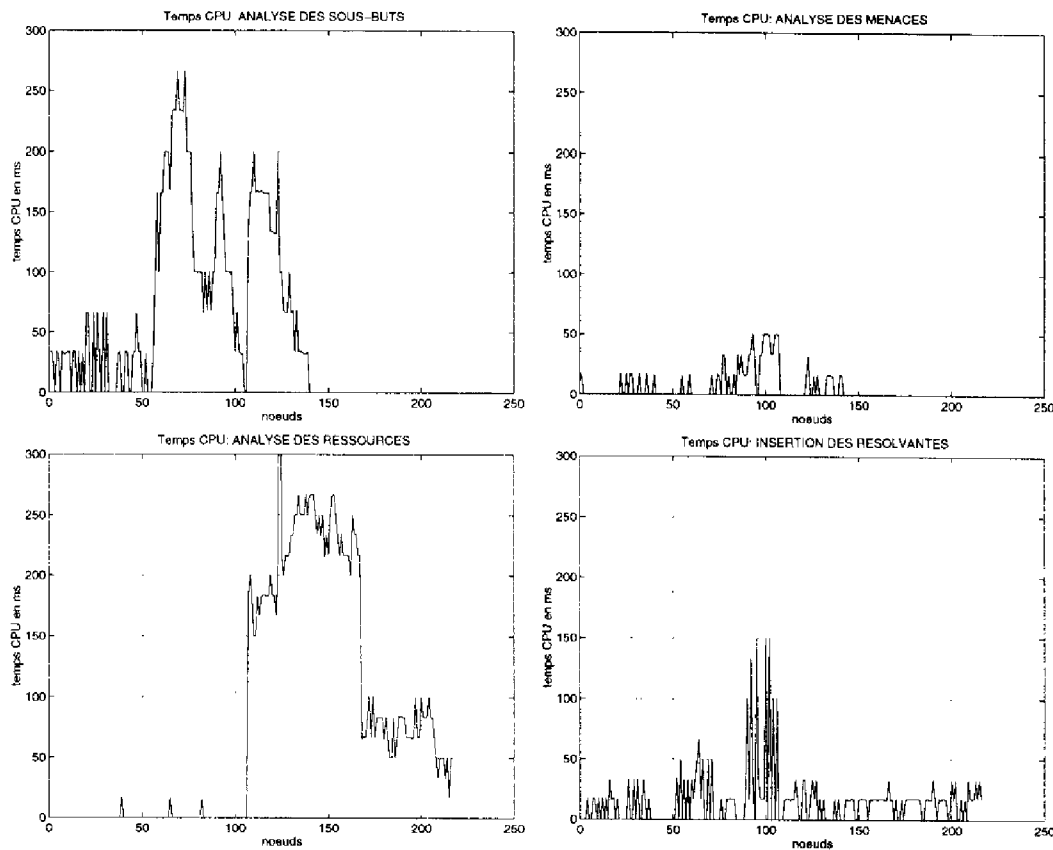 Temps CPU: ANALYSE DES SOUS-BUTS
300
250
200
150
100
50
0
temps CPU en ms
0 50 100 150 200 250
noeuds
Temps CPU: ANALYSE DES MENACES
300
250
200
150
100
50
0
temps CPU en ms
0 50 100 150 200 250
noeuds
Temps CPU: ANALYSE DES RESSOURCES
300
250
200
150
100
50
0
temps CPU en ms
0 50 100 150 200 250
noeuds
Temps CPU: INSERTION DES RESOLVANTES
300
250
200
150
100
50
0
temps CPU en ms
0 50 100 150 200 250
noeuds